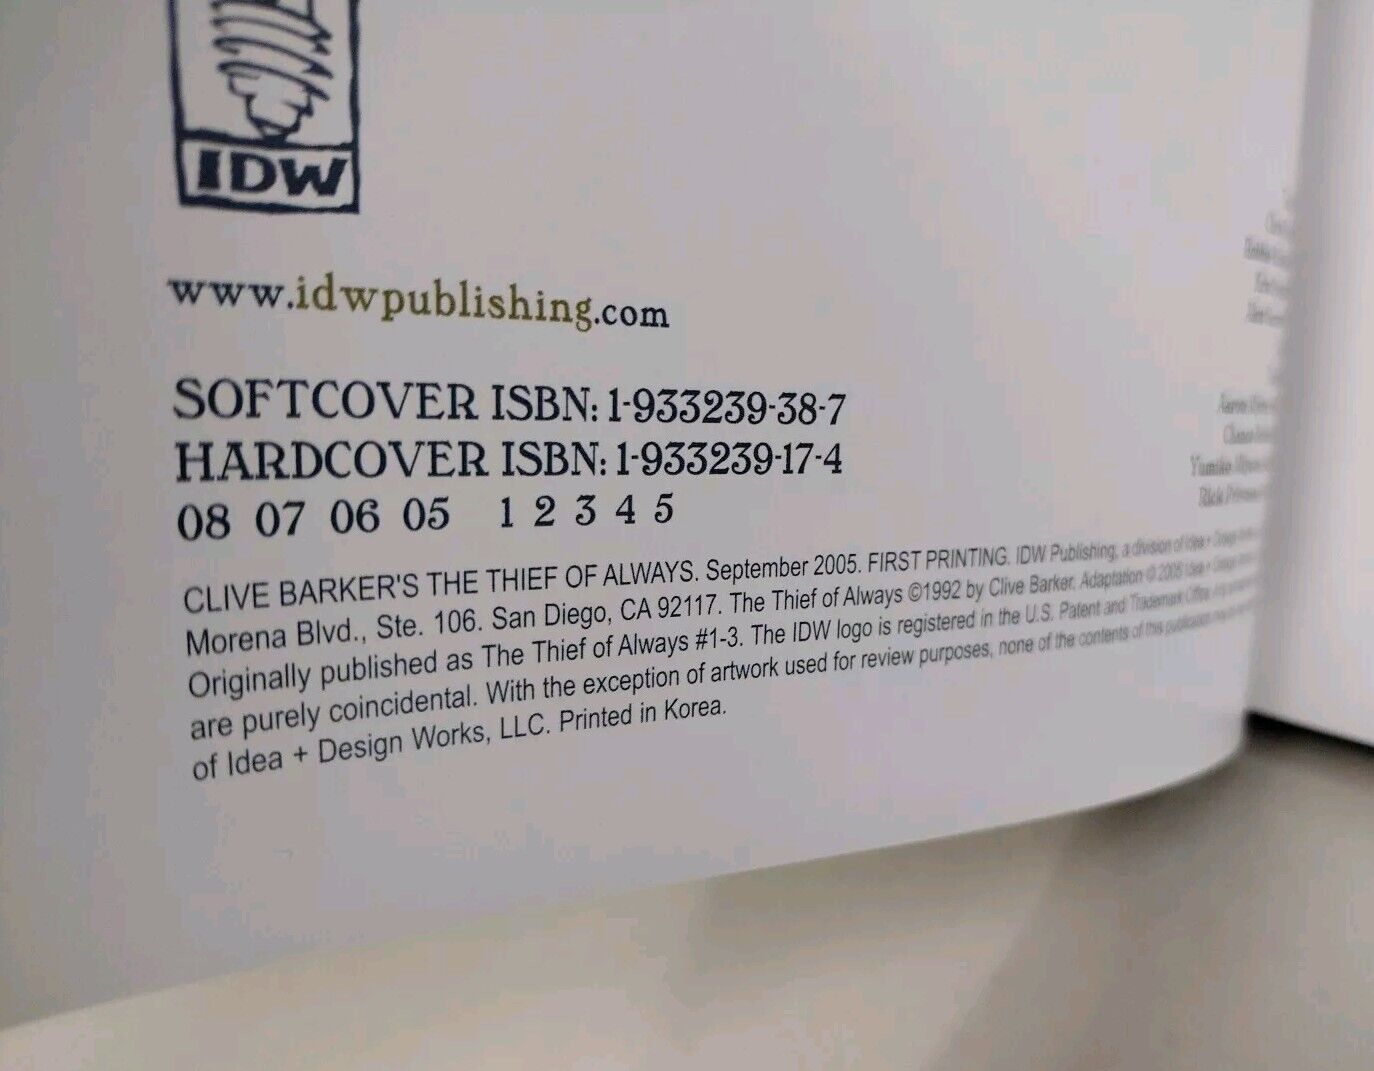 IDW
www.idwpublishing.com
SOFTCOVER ISBN: 1-933239-38-7
HARDCOVER ISBN: 1-933239-17-4
08 07 06 05 1 2 3 4 5
CLIVE BARKER'S THE THIEF OF ALWAYS. September 2005. FIRST PRINTING. IDW Publishing, a division of Idea + Design
Morena Blvd., Ste. 106. San Diego, CA 92117. The Thief of Always ©1992 by Clive Barker. Adaptation © 2005 Idea + Design
Originally published as The Thief of Always #1-3. The IDW logo is registered in the U.S. Patent and Trademark Office.
are purely coincidental. With the exception of artwork used for review purposes, none of the contents of this publication
of Idea + Design Works, LLC. Printed in Korea.